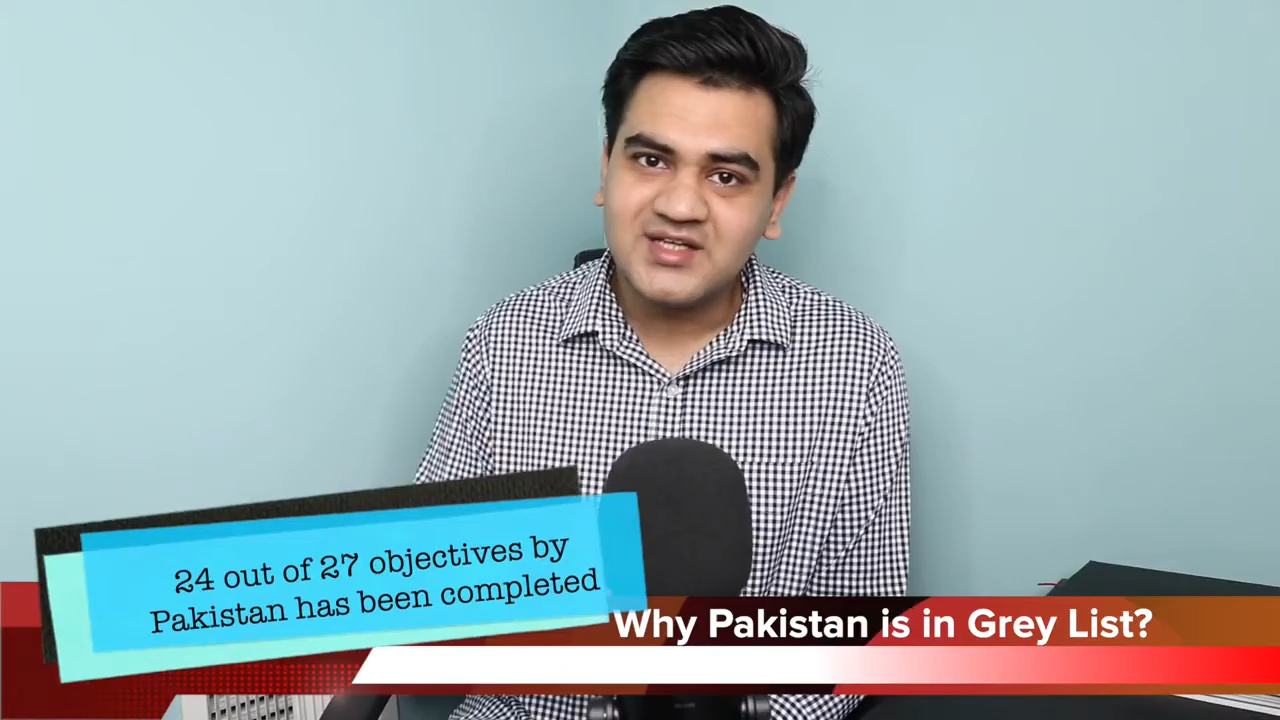 24 out of 27 objectives by
Pakistan has been completed
Why Pakistan is in Grey List?